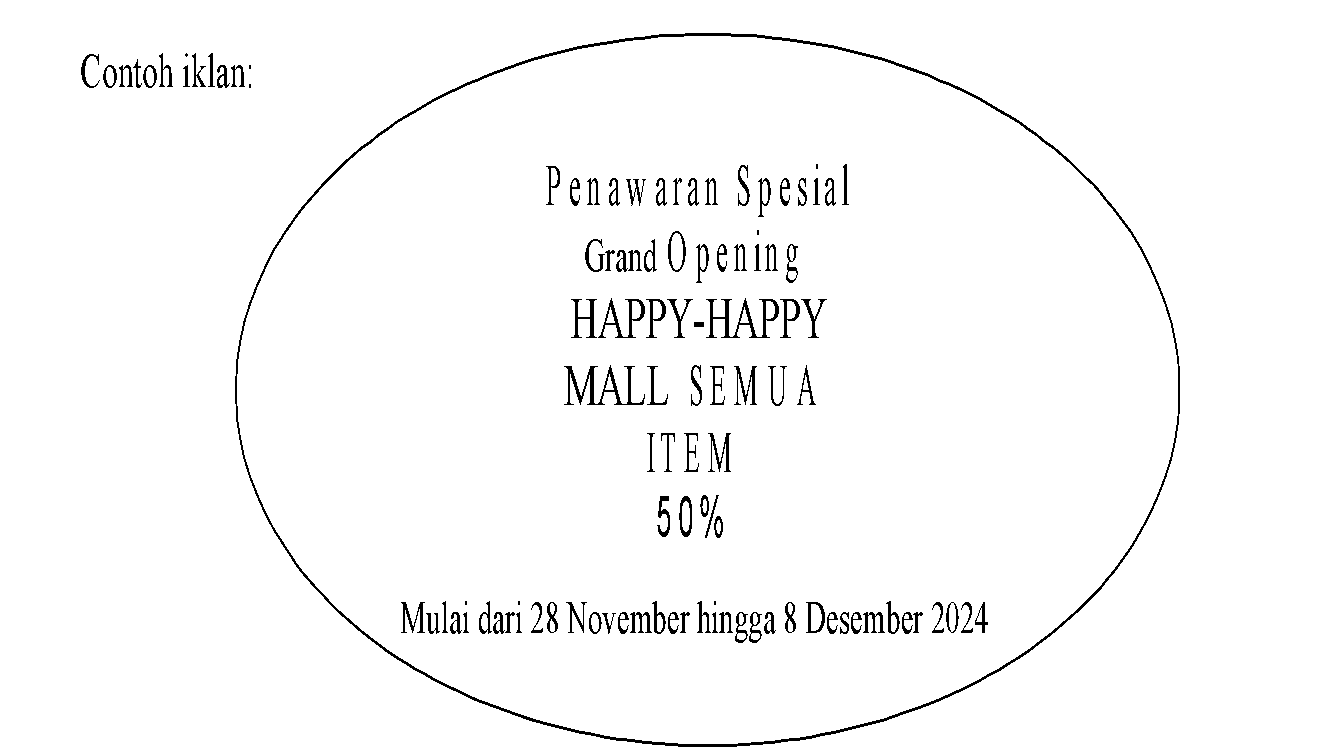 Contoh iklan:
Penawaran Spesial
Grand Opening
HAPPY-HAPPY
MALL SEMUA
ITEM
50%
Mulai dari 28 November hingga 8 Desember 2024